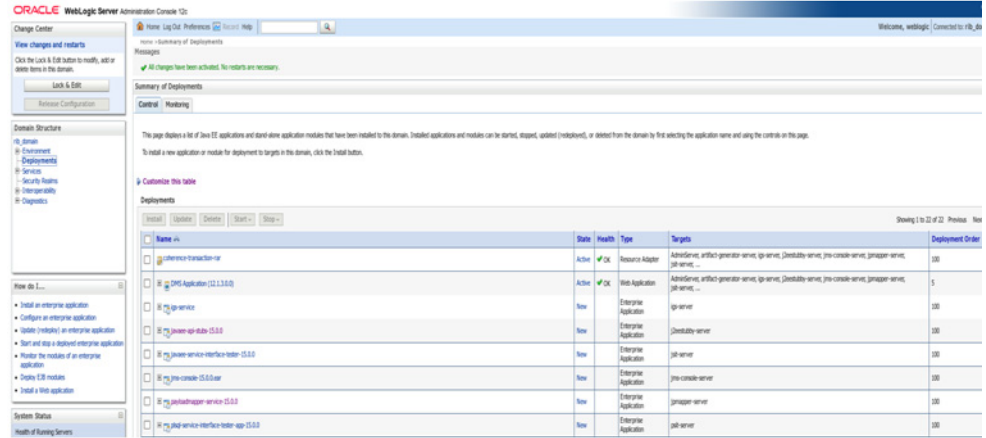 ORACLE WebLogic Server Administration Console 12c
Change Center
View changes and restarts
Click the Lock & Edit button to modify, add or
delete items in this domain.
Lock & Edit
Release Configuration
Domain Structure
rib_domain
Environment
Deployments
Services
Security Realms
Interoperability
Diagnostics
How do I...
Install an enterprise application
Configure an enterprise application
Update (redeploy) an enterprise application
Start and stop a deployed enterprise application
Monitor the modules of an enterprise
application
Deploy EJB modules
Install a Web application
System Status
Health of Running Servers
Home Log Out Preferences Record Help
Welcome, weblogic Connected to: rib_do
Home >Summary of Deployments
Messages
All changes have been activated. No restarts are necessary.
Summary of Deployments
Control Monitoring
This page displays a list of Java EE applications and stand-alone application modules that have been installed to this domain. Installed applications and modules can be started, stopped, updated (redeployed), or deleted from the domain by first selecting the application name and using the controls on this page.
To install a new application or module for deployment to targets in this domain, click the Install button.
Customize this table
Deployments
Install Update Delete Start Stop
Showing 1 to 22 of 22 Previous Nex
Name State Health Type Targets Deployment Order
coherence-transaction-rar Active OK Resource Adapter AdminServer, artifact-generator-server, igs-server, j2eestubby-server, jms-console-server, jpmapper-server, 100
jsit-server, ...
DMS Application (12.1.3.0.0) Active OK Web Application AdminServer, artifact-generator-server, igs-server, j2eestubby-server, jms-console-server, jpmapper-server, 5
jsit-server, ...
igs-service New Enterprise Application igs-server 100
javaee-api-stubs-15.0.0 New Enterprise Application j2eestubby-server 100
javaee-service-interface-tester-15.0.0 New Enterprise Application jsit-server 100
jms-console-15.0.0.ear New Enterprise Application jms-console-server 100
payloadmapper-service-15.0.0 New Enterprise Application jpmapper-server 100
plsql-service-interface-tester-app-15.0.0 New Enterprise Application psit-server 100